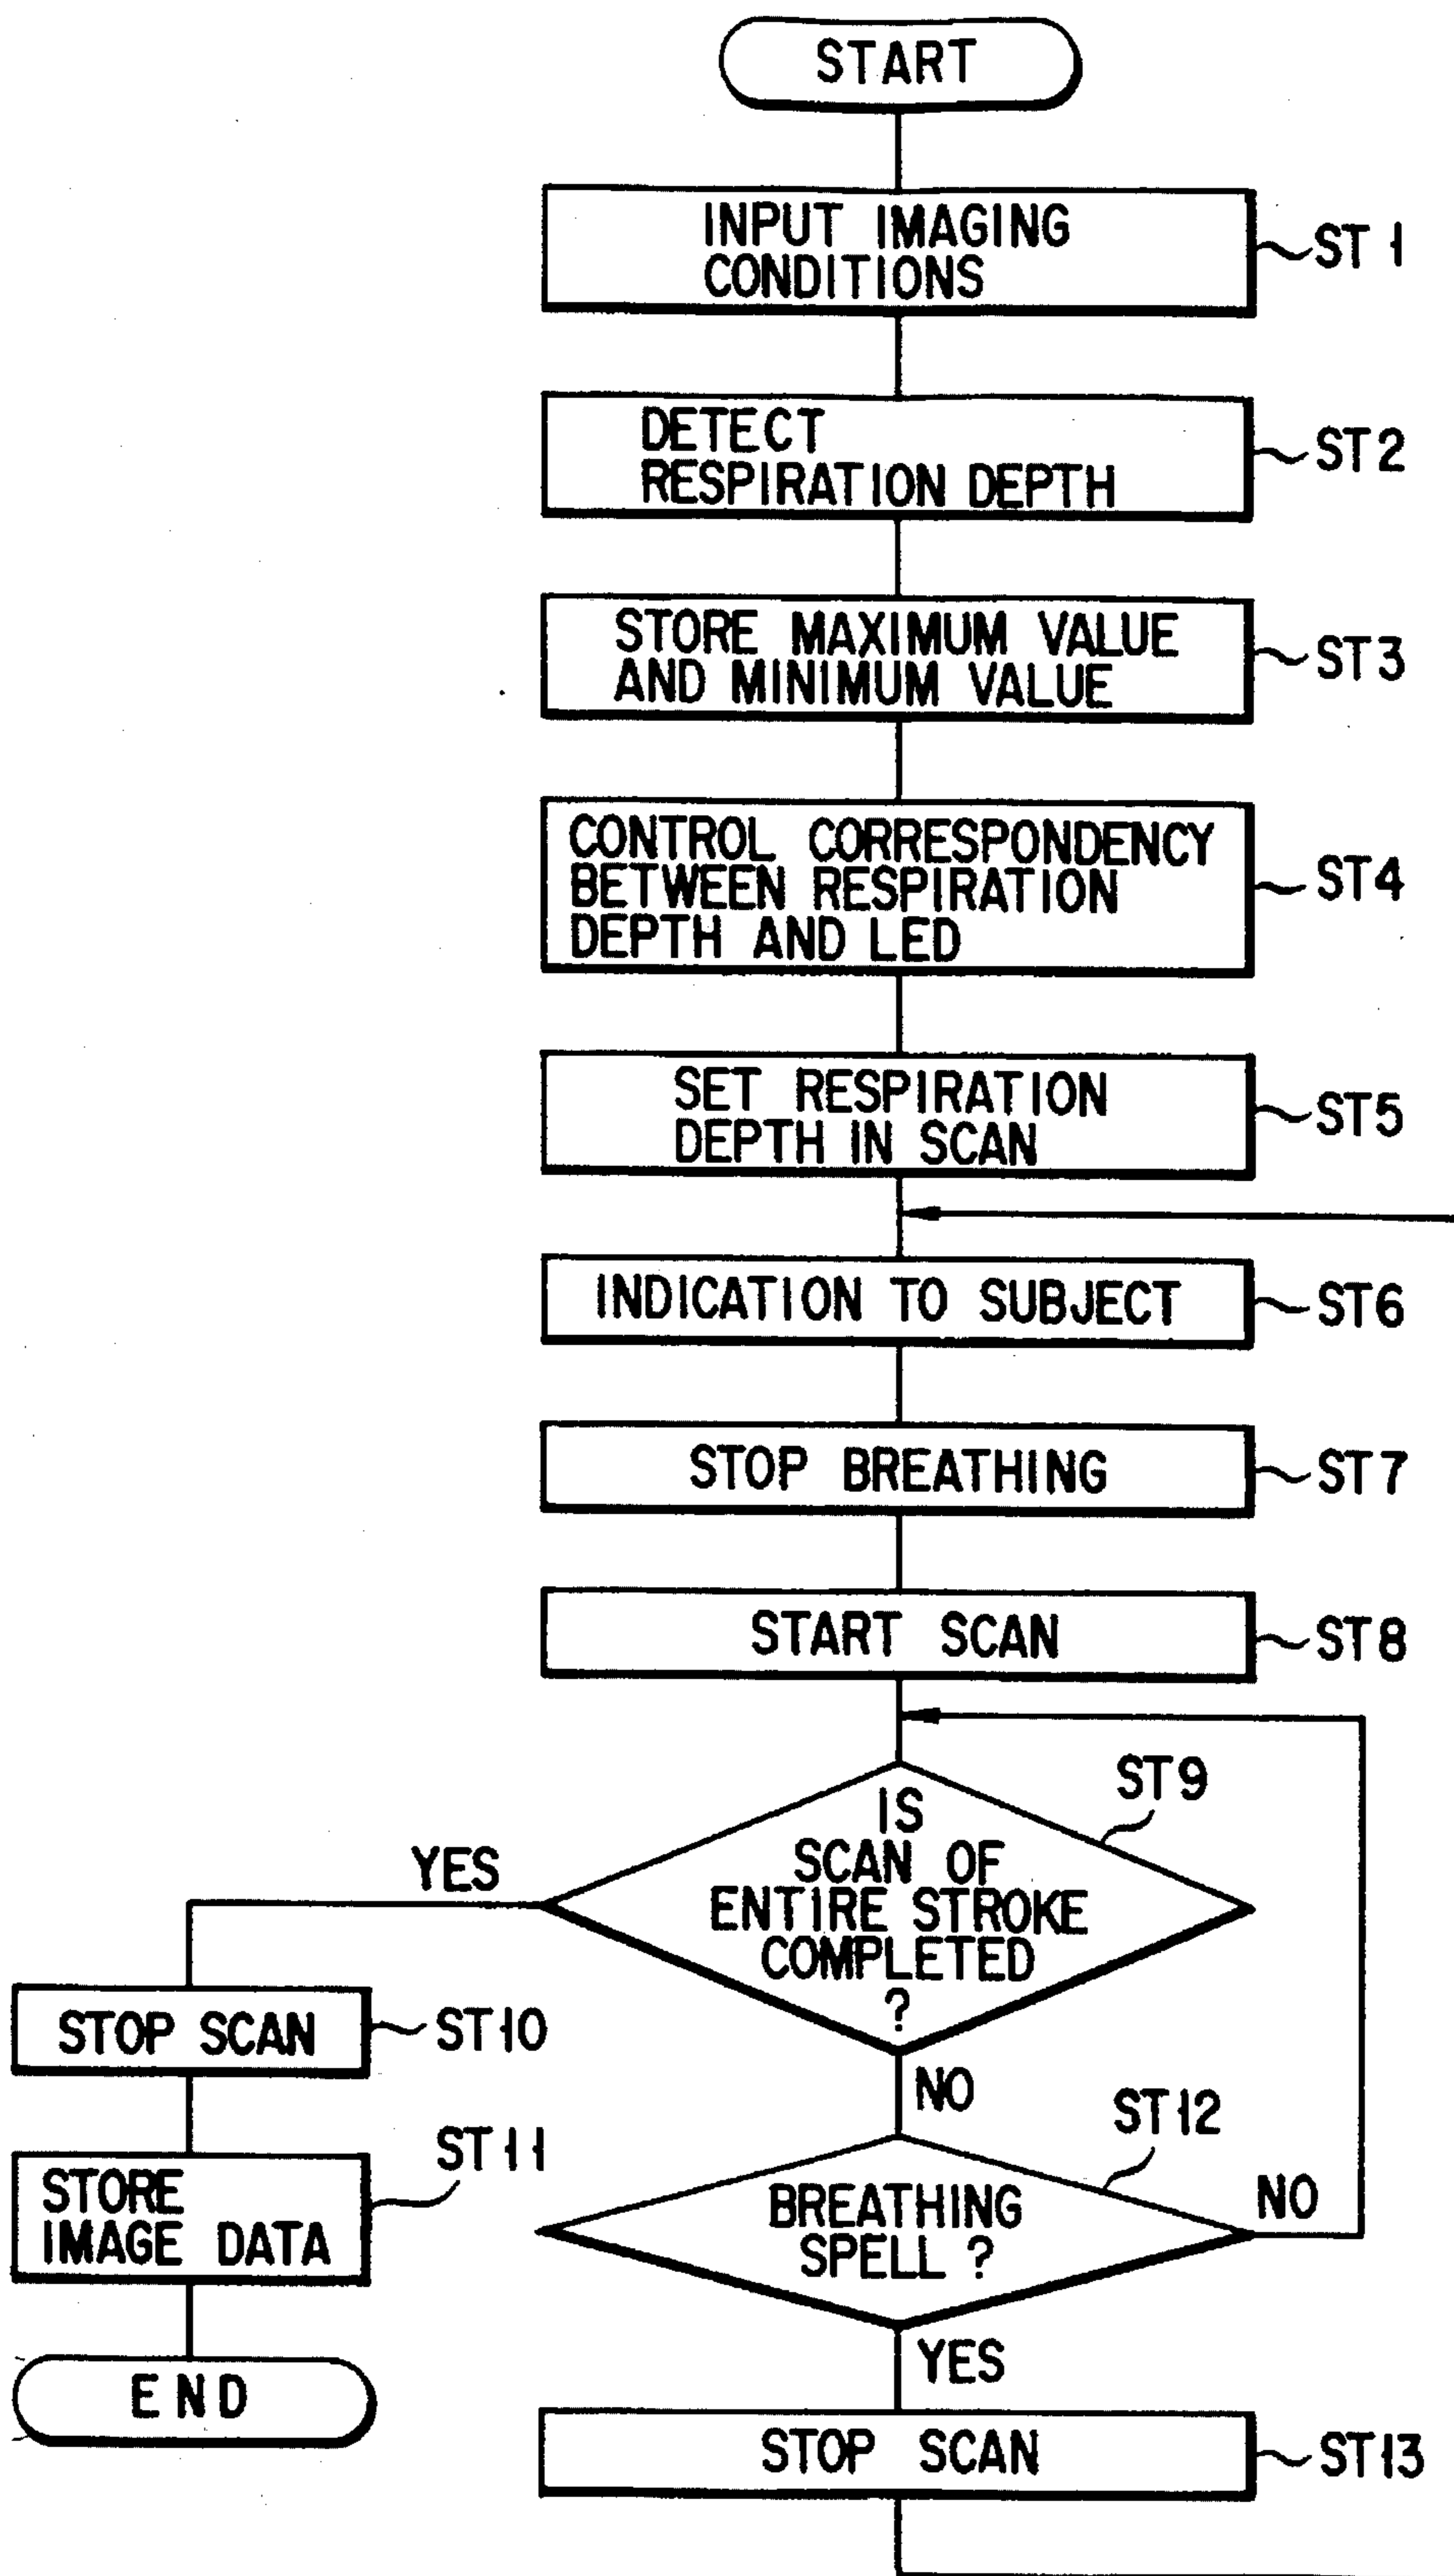 START
INPUT IMAGING
CONDITIONS
ST1
DETECT
RESPIRATION DEPTH
ST2
STORE MAXIMUM VALUE
AND MINIMUM VALUE
ST3
CONTROL CORRESPONDENCY
BETWEEN RESPIRATION
DEPTH AND LED
ST4
SET RESPIRATION
DEPTH IN SCAN
ST5
INDICATION TO SUBJECT
ST6
STOP BREATHING
ST7
START SCAN
ST8
IS
SCAN OF
ENTIRE STROKE
COMPLETED
?
ST9
YES
NO
STOP SCAN
ST10
STORE
IMAGE DATA
ST11
END
BREATHING
SPELL ?
ST12
NO
YES
STOP SCAN
ST13